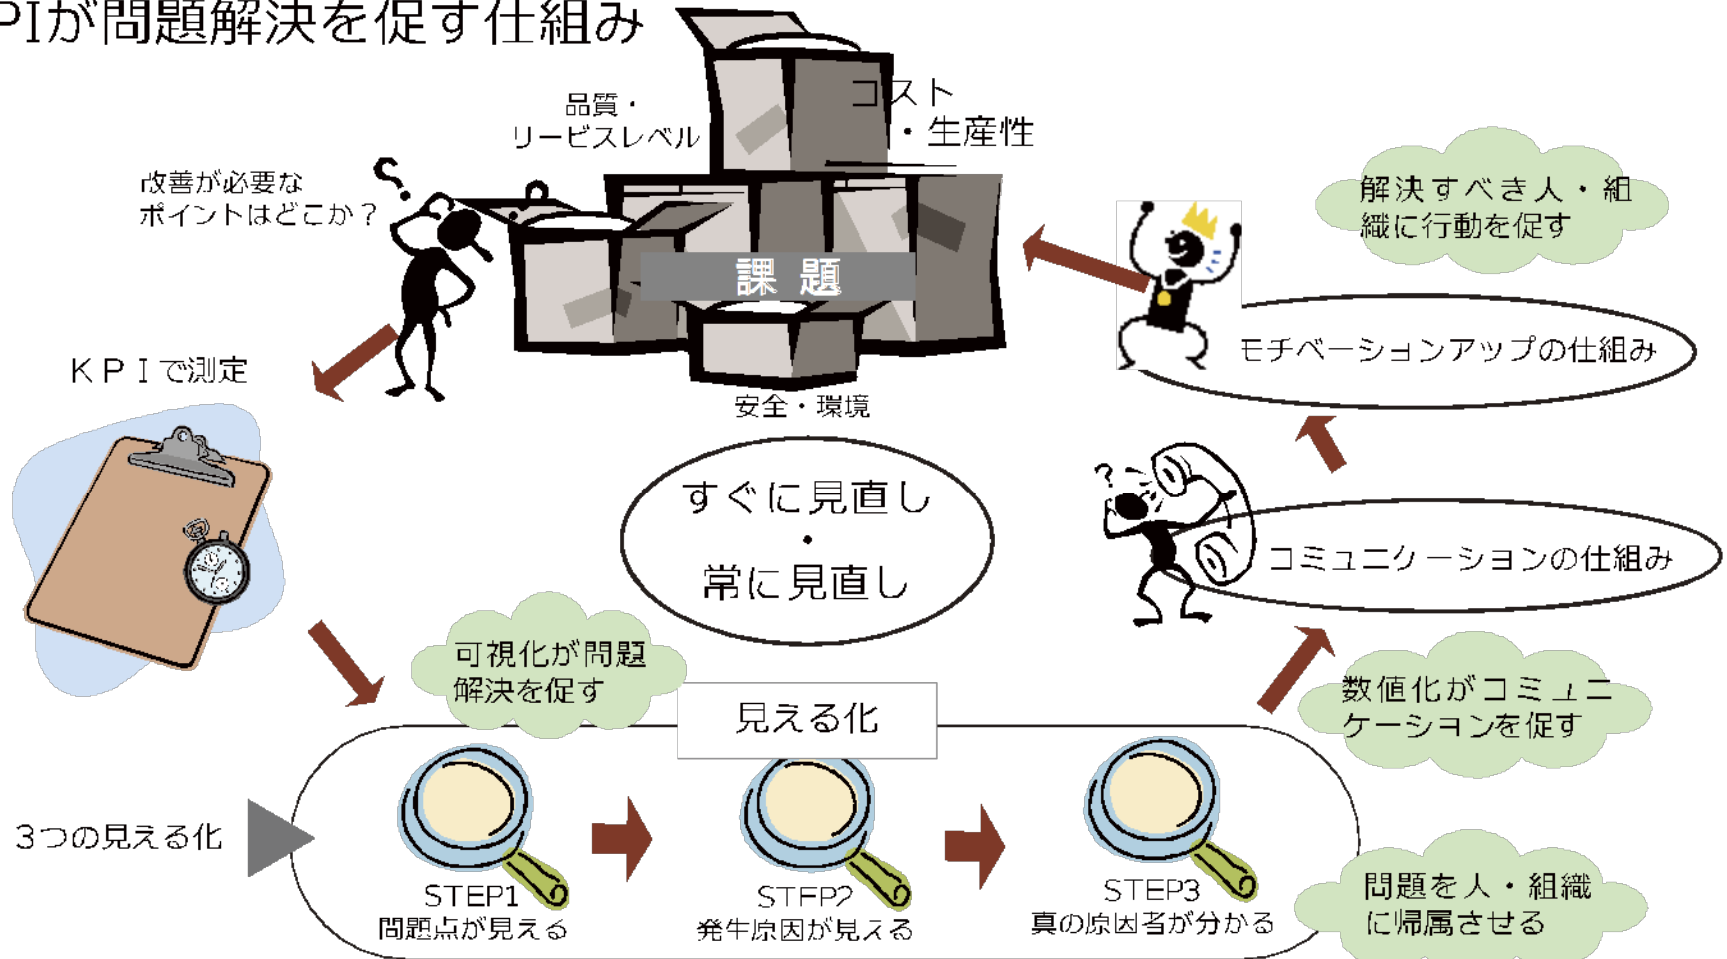 PIが問題解決を促す仕組み
品質・
リービスレベル
コスト
・生産性
改善が必要な
ポイントはどこか？
課 題
安全・環境
解決すべき人・組
織に行動を促す
モチベーションアップの仕組み
ＫＰＩで測定
すぐに見直し
・
常に見直し
コミュニケーションの仕組み
可視化が問題
解決を促す
数値化がコミュニ
ケーションを促す
見える化
3つの見える化
STEP1
問題点が見える
STEP2
発生原因が見える
STEP3
真の原因者が分かる
問題を人・組織
に帰属させる